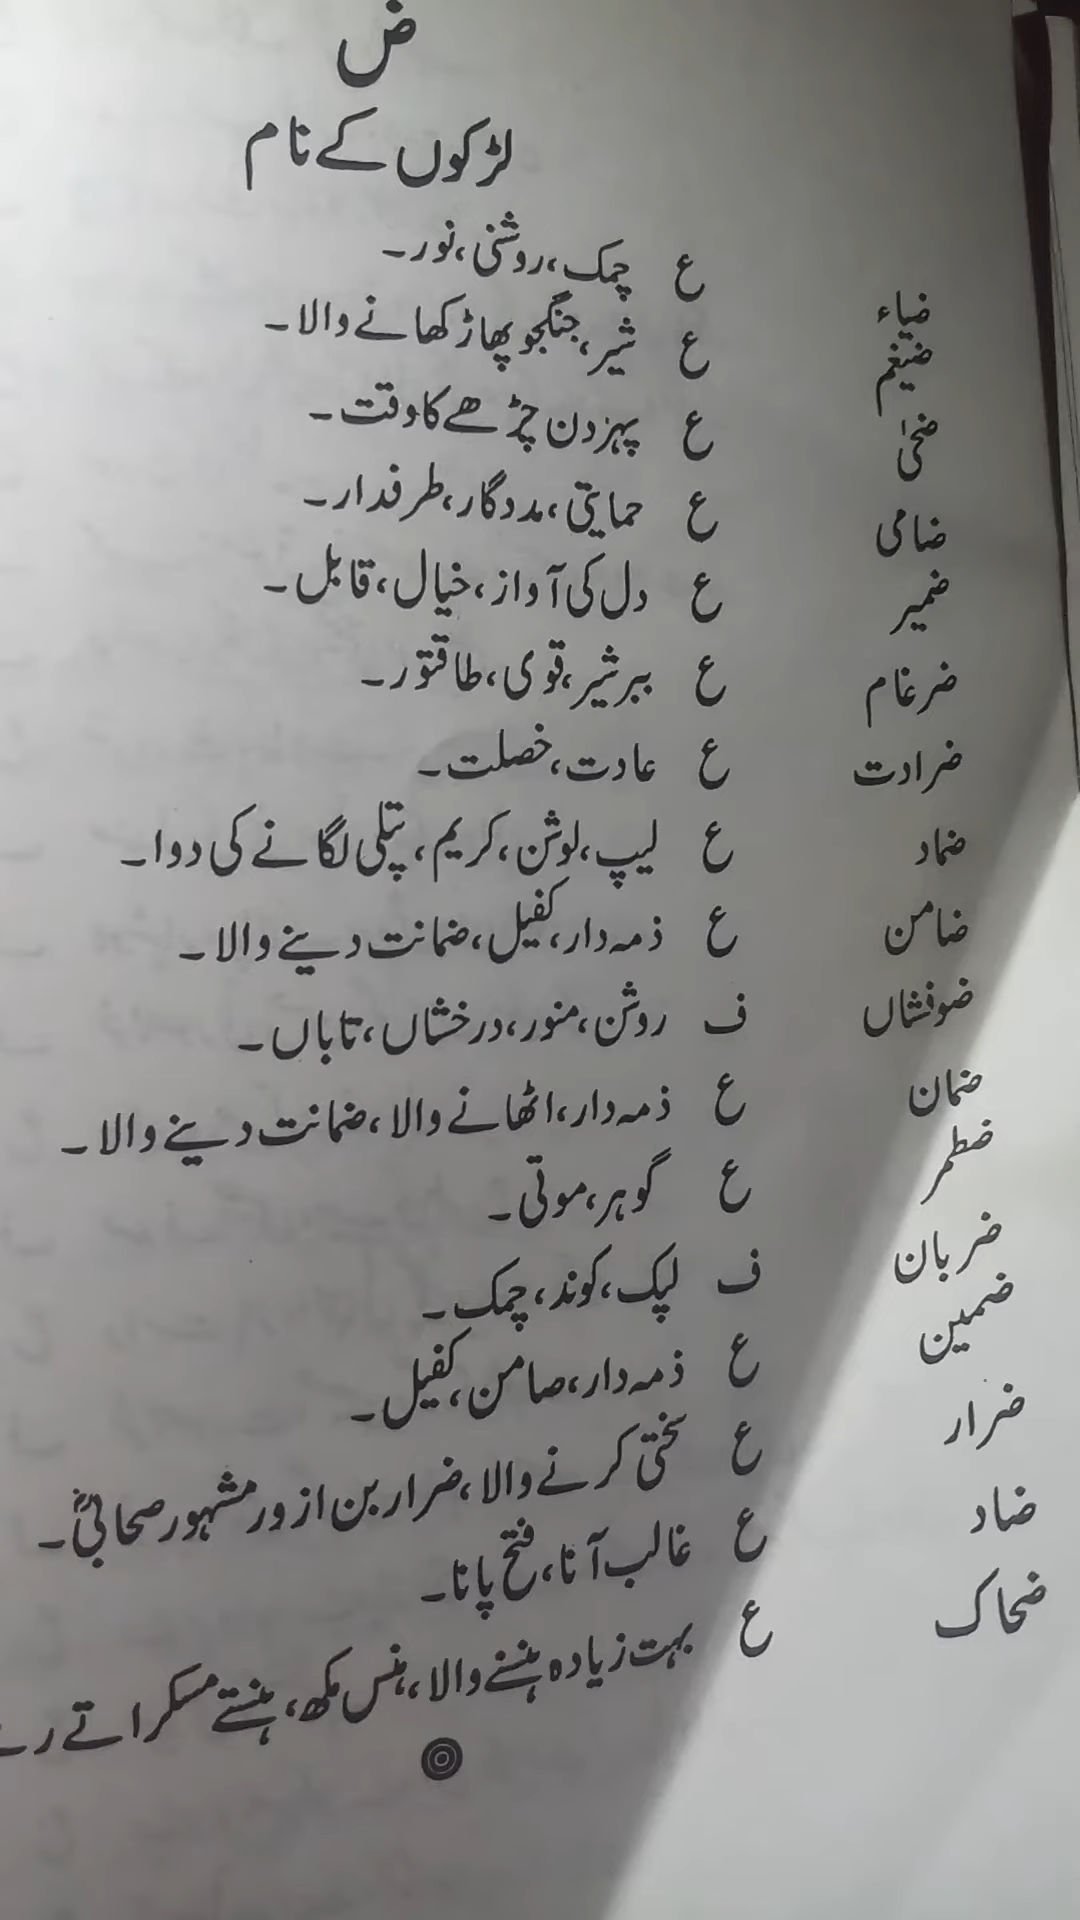 ض
لڑکوں کے نام
ضیاء ع چمک، روشنی، نور۔
ضیغم ع شیر، جنگجو پھاڑ کھانے والا۔
ضحیٰ ع پہر دن چڑھے کا وقت۔
ضامی ع حمایتی، مددگار، طرفدار۔
ضمیر ع دل کی آواز، خیال، قابل۔
ضرغام ع ببر شیر، قوی، طاقتور۔
ضرادت ع عادت، خصلت۔
ضماد ع لیپ، لوشن، کریم، پتلی لگانے کی دوا۔
ضامن ع ذمہ دار، کفیل، ضمانت دینے والا۔
ضوفشاں ف روشن، منور، درخشاں، تاباں۔
ضمان ع ذمہ دار، اٹھانے والا، ضمانت دینے والا۔
ضطمر ع گوہر، موتی۔
ضربان ف لپک، کوند، چمک۔
ضمین ع ذمہ دار، صامن، کفیل۔
ضرار ع سختی کرنے والا، ضرار بن ازور مشہور صحابیؓ۔
ضاد ع غالب آنا، فتح پانا۔
ضحاک ع بہت زیادہ ہنسنے والا، ہنس مکھ، ہنستے مسکراتے